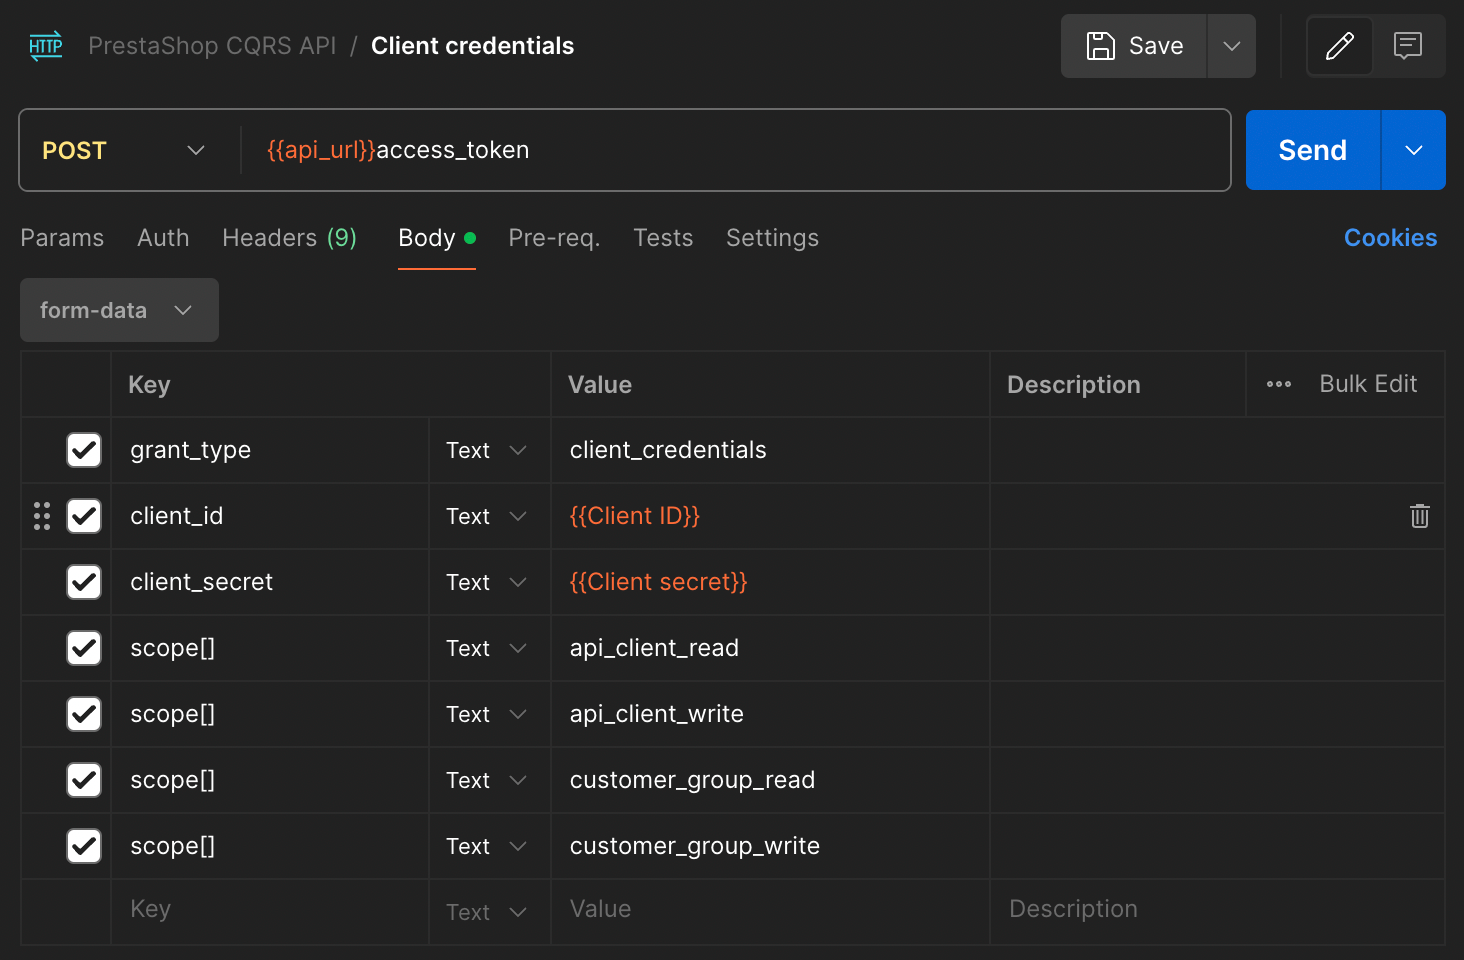 HTTP PrestaShop CQRS API / Client credentials Save
POST {{api_url}}access_token Send
Params Auth Headers (9) Body Pre-req. Tests Settings Cookies
form-data
Key Value Description ••• Bulk Edit
grant_type Text client_credentials
client_id Text {{Client ID}}
client_secret Text {{Client secret}}
scope[] Text api_client_read
scope[] Text api_client_write
scope[] Text customer_group_read
scope[] Text customer_group_write
Key Text Value Description